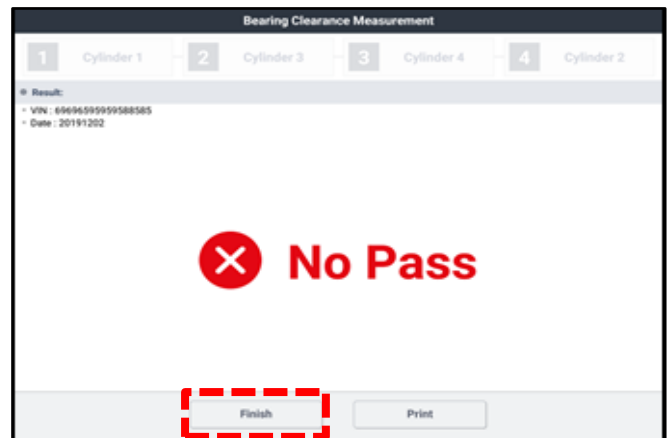 Bearing Clearance Measurement
1 Cylinder 1 2 Cylinder 3 3 Cylinder 4 4 Cylinder 2
Result:
VIN : 69696595959588585
Date : 20191202
No Pass
Finish Print